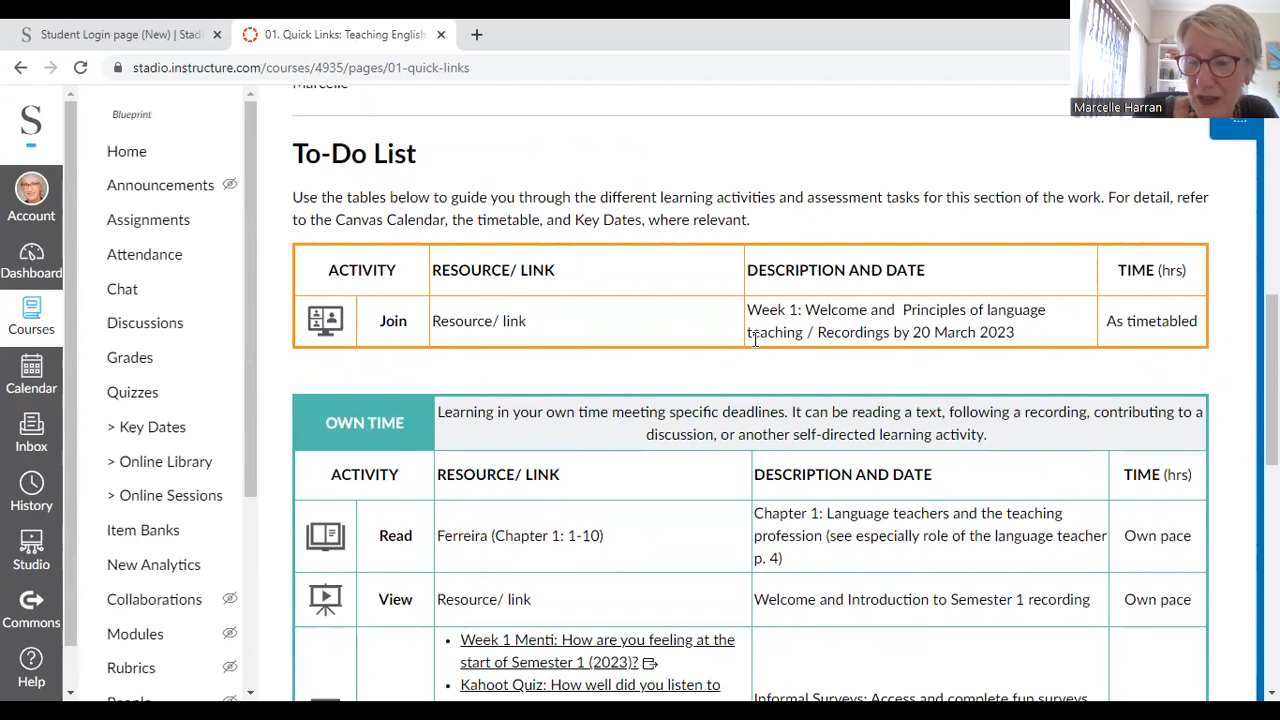 Student Login page (New) | Stadi
01. Quick Links: Teaching English
stadio.instructure.com/courses/4935/pages/01-quick-links
Marcelle Harran
S
Account
Dashboard
Courses
Calendar
Inbox
History
Studio
Commons
Help
Blueprint
Home
Announcements
Assignments
Attendance
Chat
Discussions
Grades
Quizzes
> Key Dates
> Online Library
> Online Sessions
Item Banks
New Analytics
Collaborations
Modules
Rubrics
People
Marcelle
To-Do List
Use the tables below to guide you through the different learning activities and assessment tasks for this section of the work. For detail, refer
to the Canvas Calendar, the timetable, and Key Dates, where relevant.
ACTIVITY RESOURCE/ LINK DESCRIPTION AND DATE TIME (hrs)
Join Resource/ link Week 1: Welcome and Principles of language
teaching / Recordings by 20 March 2023 As timetabled
OWN TIME Learning in your own time meeting specific deadlines. It can be reading a text, following a recording, contributing to a
discussion, or another self-directed learning activity.
ACTIVITY RESOURCE/ LINK DESCRIPTION AND DATE TIME (hrs)
Read Ferreira (Chapter 1: 1-10) Chapter 1: Language teachers and the teaching
profession (see especially role of the language teacher
p. 4) Own pace
View Resource/ link Welcome and Introduction to Semester 1 recording Own pace
• Week 1 Menti: How are you feeling at the
start of Semester 1 (2023)?
• Kahoot Quiz: How well did you listen to
Informal Surveys: Access and complete fun surveys